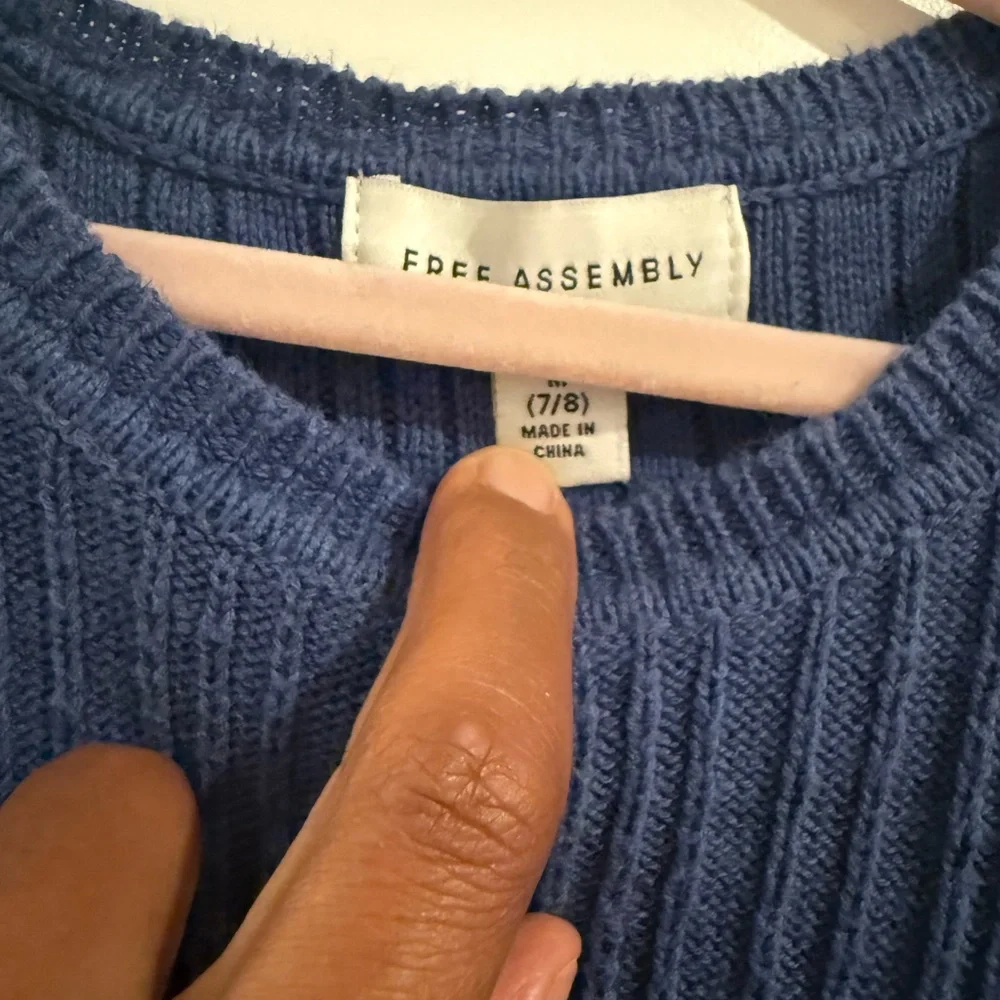 FREE ASSEMBLY
(7/8)
MADE IN
CHINA